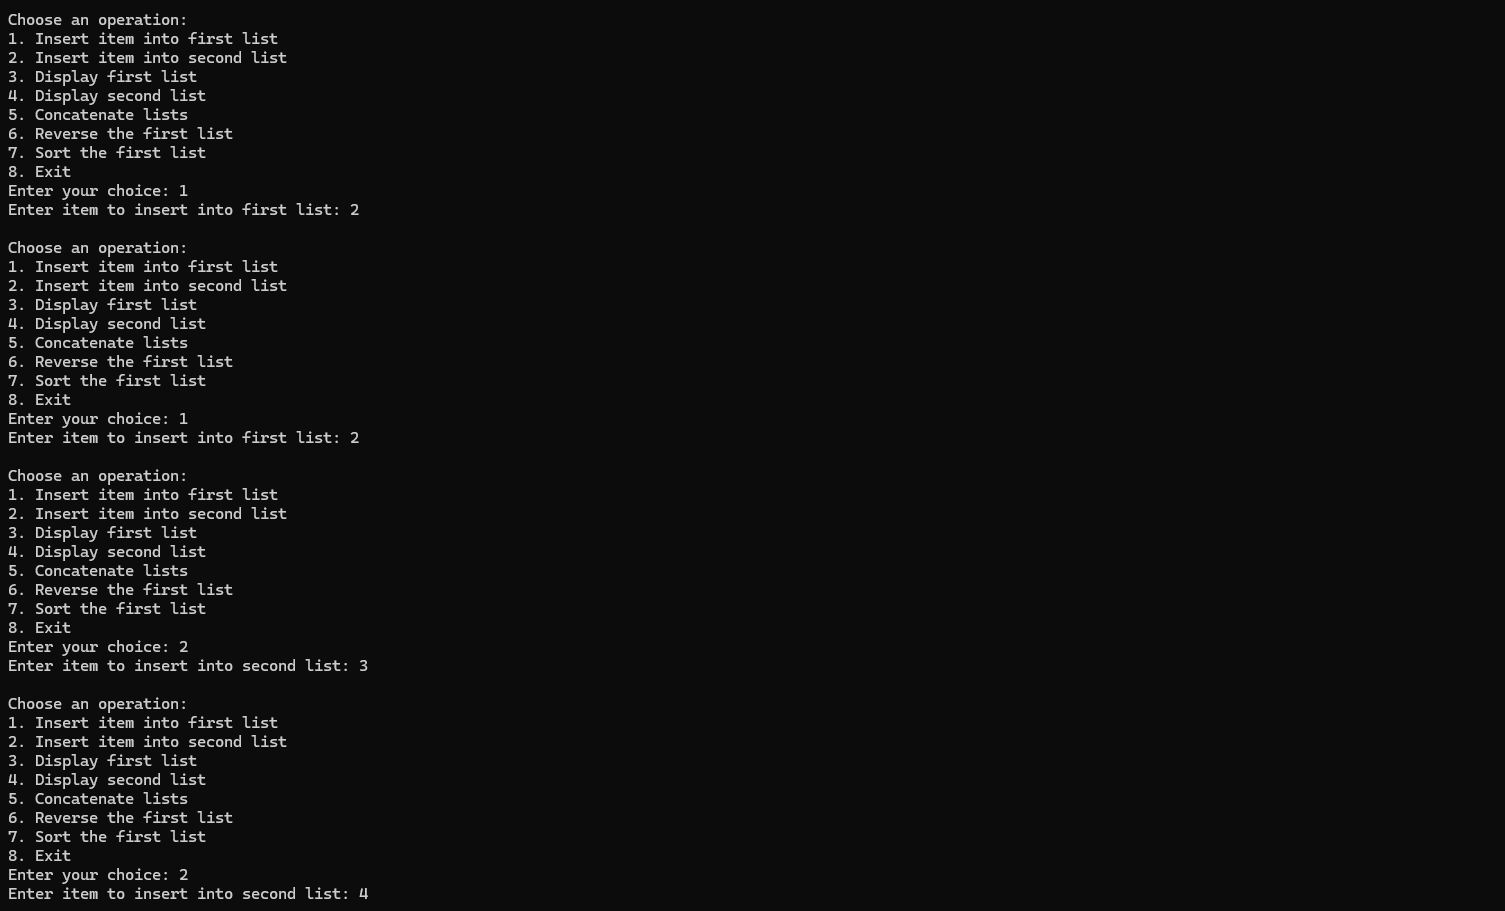 Choose an operation:
1. Insert item into first list
2. Insert item into second list
3. Display first list
4. Display second list
5. Concatenate lists
6. Reverse the first list
7. Sort the first list
8. Exit
Enter your choice: 1
Enter item to insert into first list: 2

Choose an operation:
1. Insert item into first list
2. Insert item into second list
3. Display first list
4. Display second list
5. Concatenate lists
6. Reverse the first list
7. Sort the first list
8. Exit
Enter your choice: 1
Enter item to insert into first list: 2

Choose an operation:
1. Insert item into first list
2. Insert item into second list
3. Display first list
4. Display second list
5. Concatenate lists
6. Reverse the first list
7. Sort the first list
8. Exit
Enter your choice: 2
Enter item to insert into second list: 3

Choose an operation:
1. Insert item into first list
2. Insert item into second list
3. Display first list
4. Display second list
5. Concatenate lists
6. Reverse the first list
7. Sort the first list
8. Exit
Enter your choice: 2
Enter item to insert into second list: 4